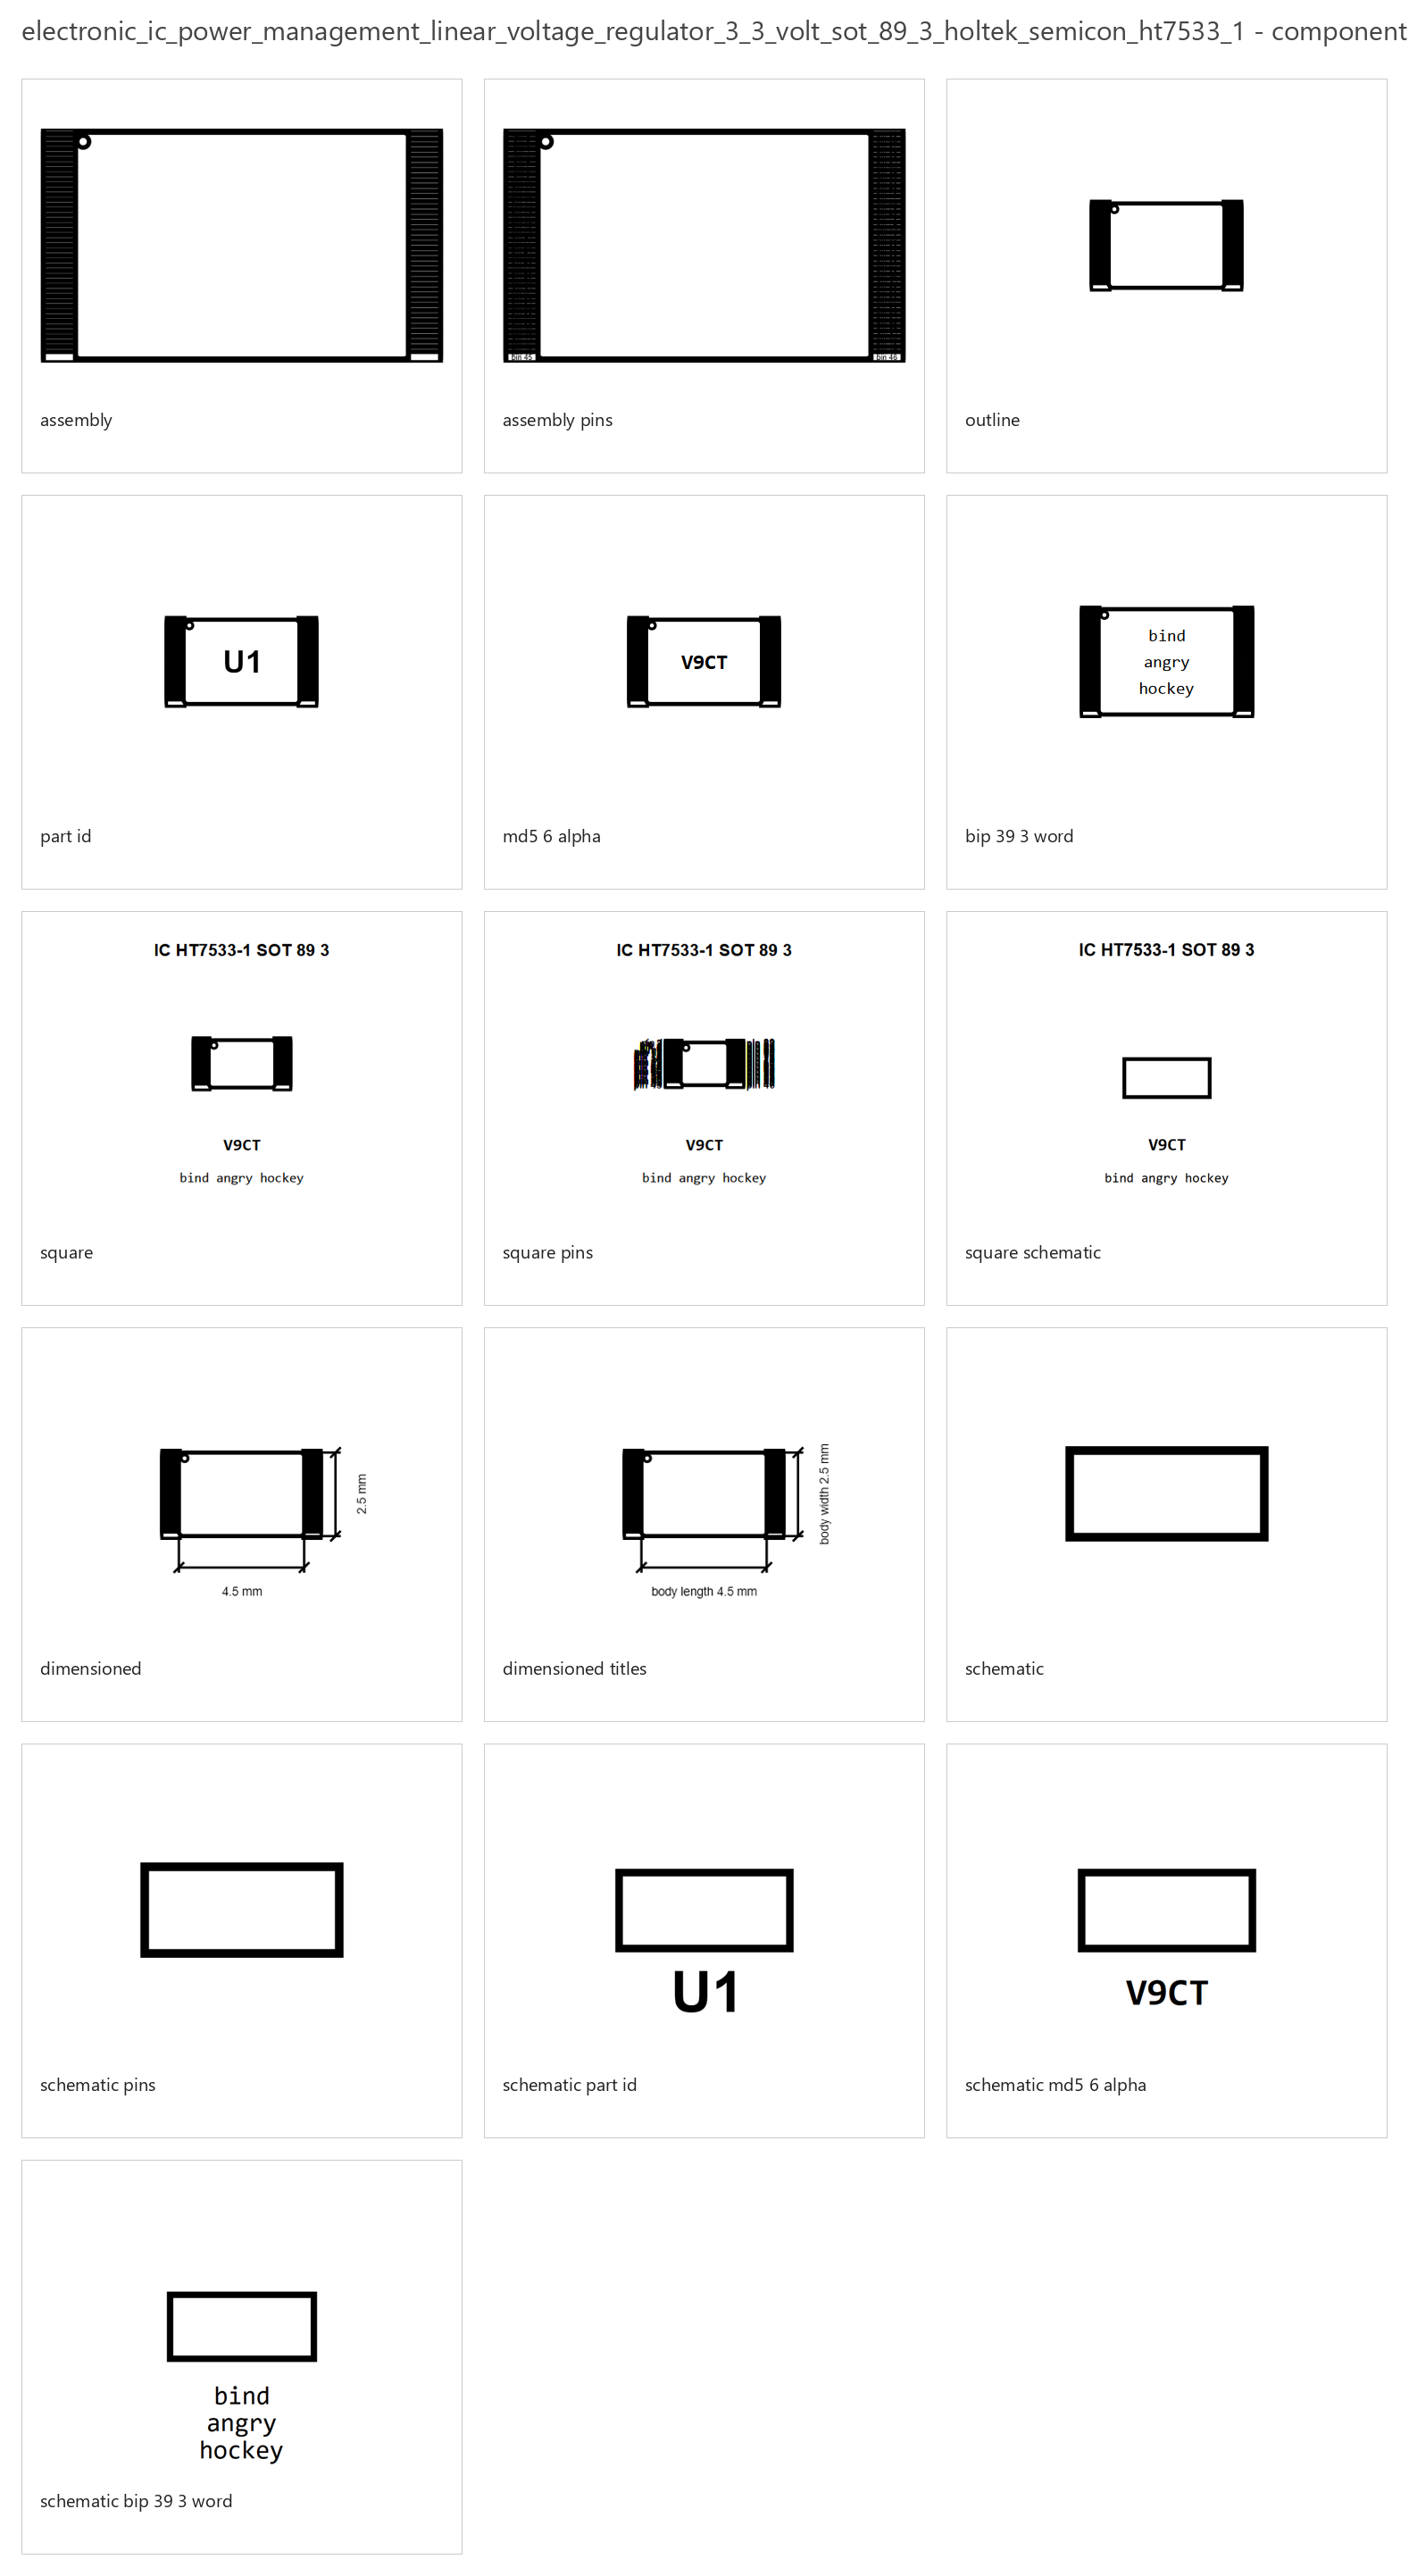 electronic_ic_power_management_linear_voltage_regulator_3_3_volt_sot_89_3_holtek_semicon_ht7533_1 - component
assembly
assembly pins
outline
U1
V9CT
bind
angry
hockey
part id
md5 6 alpha
bip 39 3 word
IC HT7533-1 SOT 89 3
IC HT7533-1 SOT 89 3
IC HT7533-1 SOT 89 3
V9CT
V9CT
V9CT
bind angry hockey
bind angry hockey
bind angry hockey
square
square pins
square schematic
2.5 mm
4.5 mm
body width 2.5 mm
body length 4.5 mm
dimensioned
dimensioned titles
schematic
U1
V9CT
schematic pins
schematic part id
schematic md5 6 alpha
bind
angry
hockey
schematic bip 39 3 word